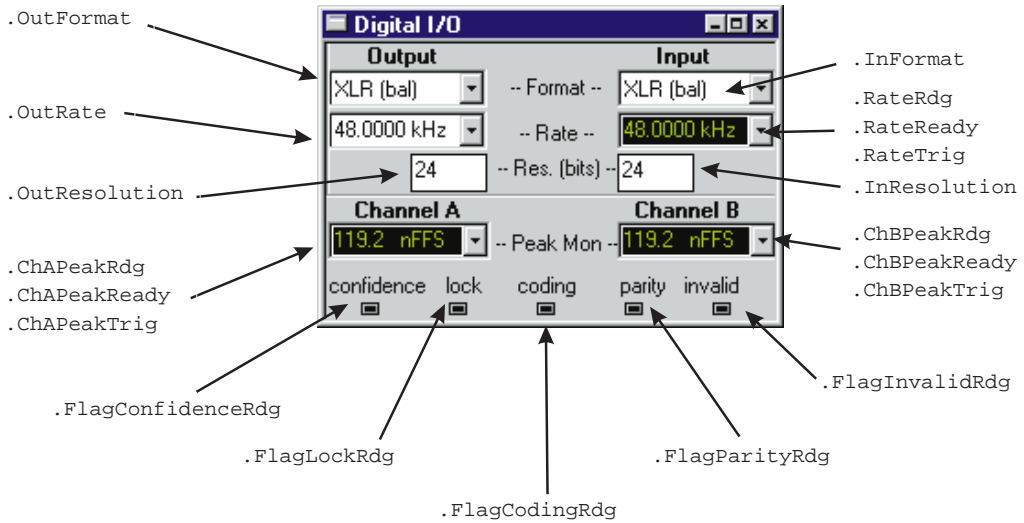 .OutFormat
Digital I/O
Output Input
.InFormat
XLR (bal) -- Format -- XLR (bal)
.RateRdg
.OutRate
48.0000 kHz -- Rate -- 48.0000 kHz
.RateReady
.RateTrig
24 -- Res. (bits) -- 24
.OutResolution
.InResolution
Channel A Channel B
119.2 nFFS -- Peak Mon -- 119.2 nFFS
.ChBPeakRdg
.ChBPeakReady
.ChBPeakTrig
.ChAPeakRdg
.ChAPeakReady
.ChAPeakTrig
confidence lock coding parity invalid
.FlagInvalidRdg
.FlagConfidenceRdg
.FlagLockRdg
.FlagParityRdg
.FlagCodingRdg